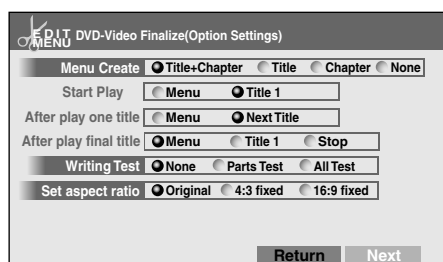 EDIT
MENU DVD-Video Finalize(Option Settings)
Menu Create Title+Chapter Title Chapter None
Start Play Menu Title 1
After play one title Menu Next Title
After play final title Menu Title 1 Stop
Writing Test None Parts Test All Test
Set aspect ratio Original 4:3 fixed 16:9 fixed
Return Next